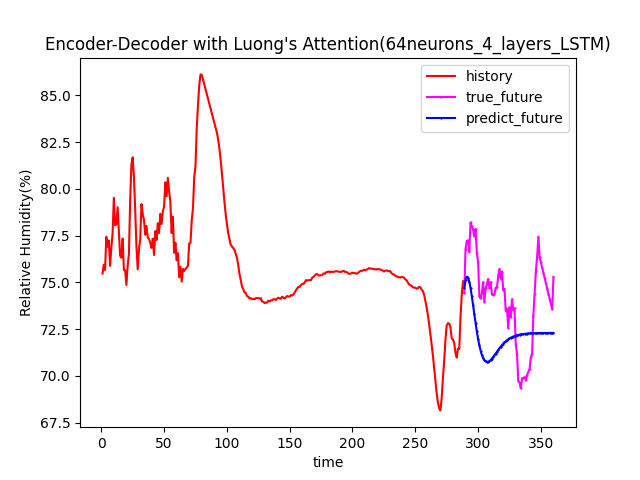 Encoder-Decoder with Luong's Attention(64neurons_4_layers_LSTM)
history
true_future
predict_future
Relative Humidity(%)
85.0
82.5
80.0
77.5
75.0
72.5
70.0
67.5
0 50 100 150 200 250 300 350
time